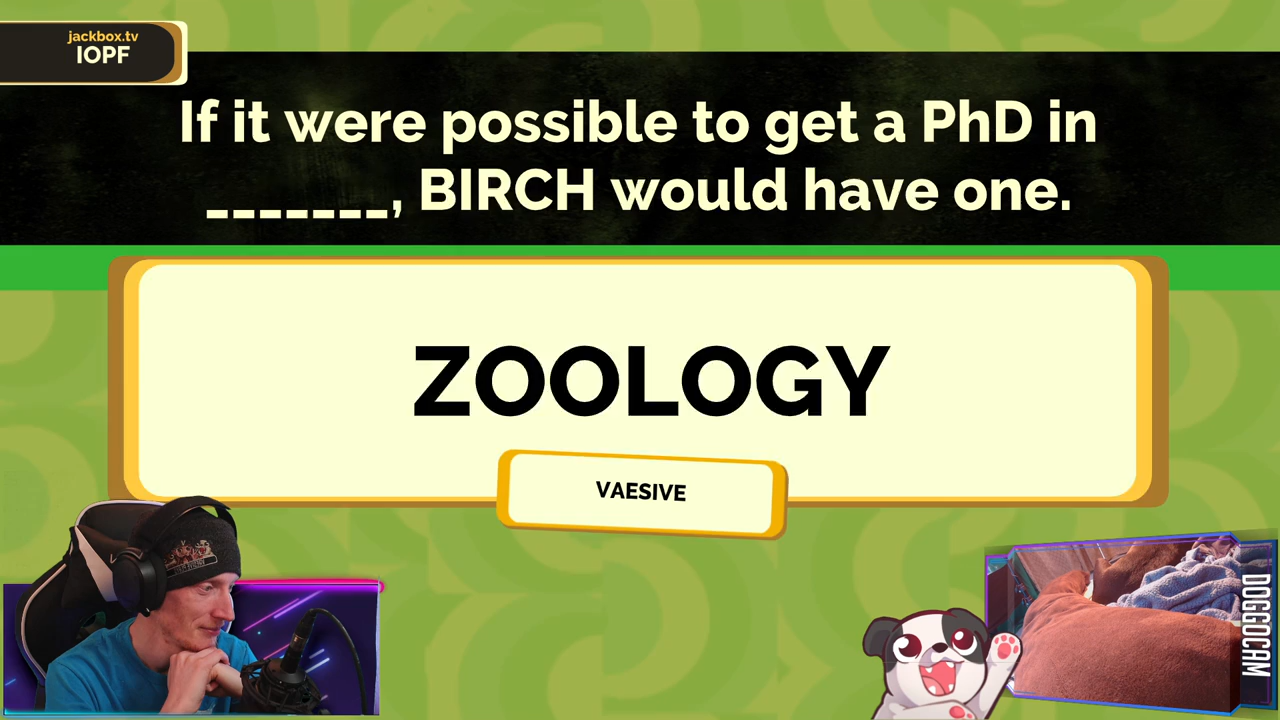 jackbox.tv
IOPF
If it were possible to get a PhD in
_______, BIRCH would have one.
ZOOLOGY
VAESIVE
DOGGOCAM